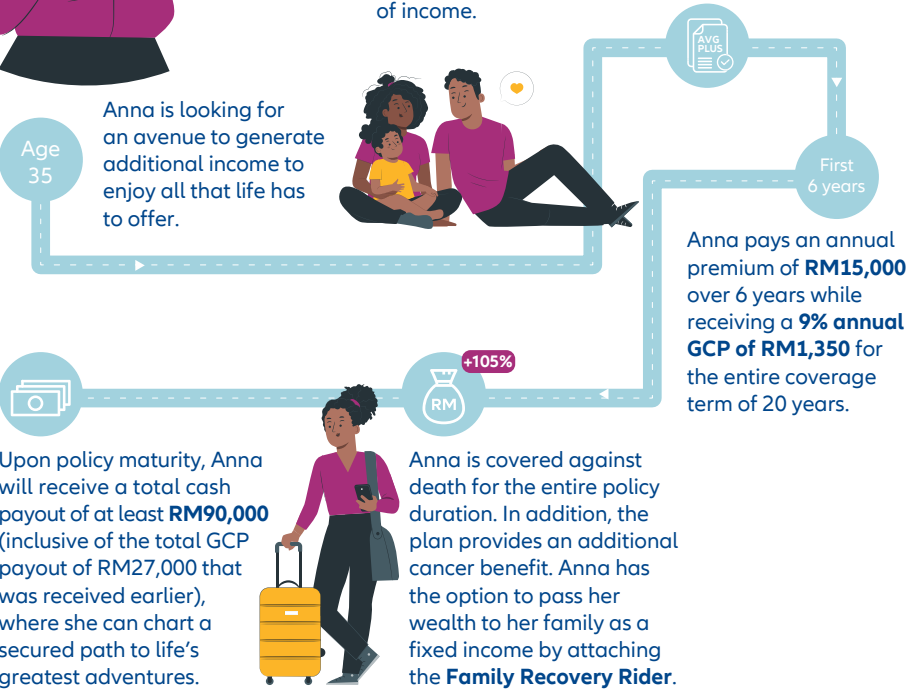 of income.
AVG
PLUS
Anna is looking for
an avenue to generate
additional income to
enjoy all that life has
to offer.
Age
35
First
6 years
Anna pays an annual
premium of RM15,000
over 6 years while
receiving a 9% annual
GCP of RM1,350 for
the entire coverage
term of 20 years.
+105%
RM
Anna is covered against
death for the entire policy
duration. In addition, the
plan provides an additional
cancer benefit. Anna has
the option to pass her
wealth to her family as a
fixed income by attaching
the Family Recovery Rider.
Upon policy maturity, Anna
will receive a total cash
payout of at least RM90,000
(inclusive of the total GCP
payout of RM27,000 that
was received earlier),
where she can chart a
secured path to life's
greatest adventures.